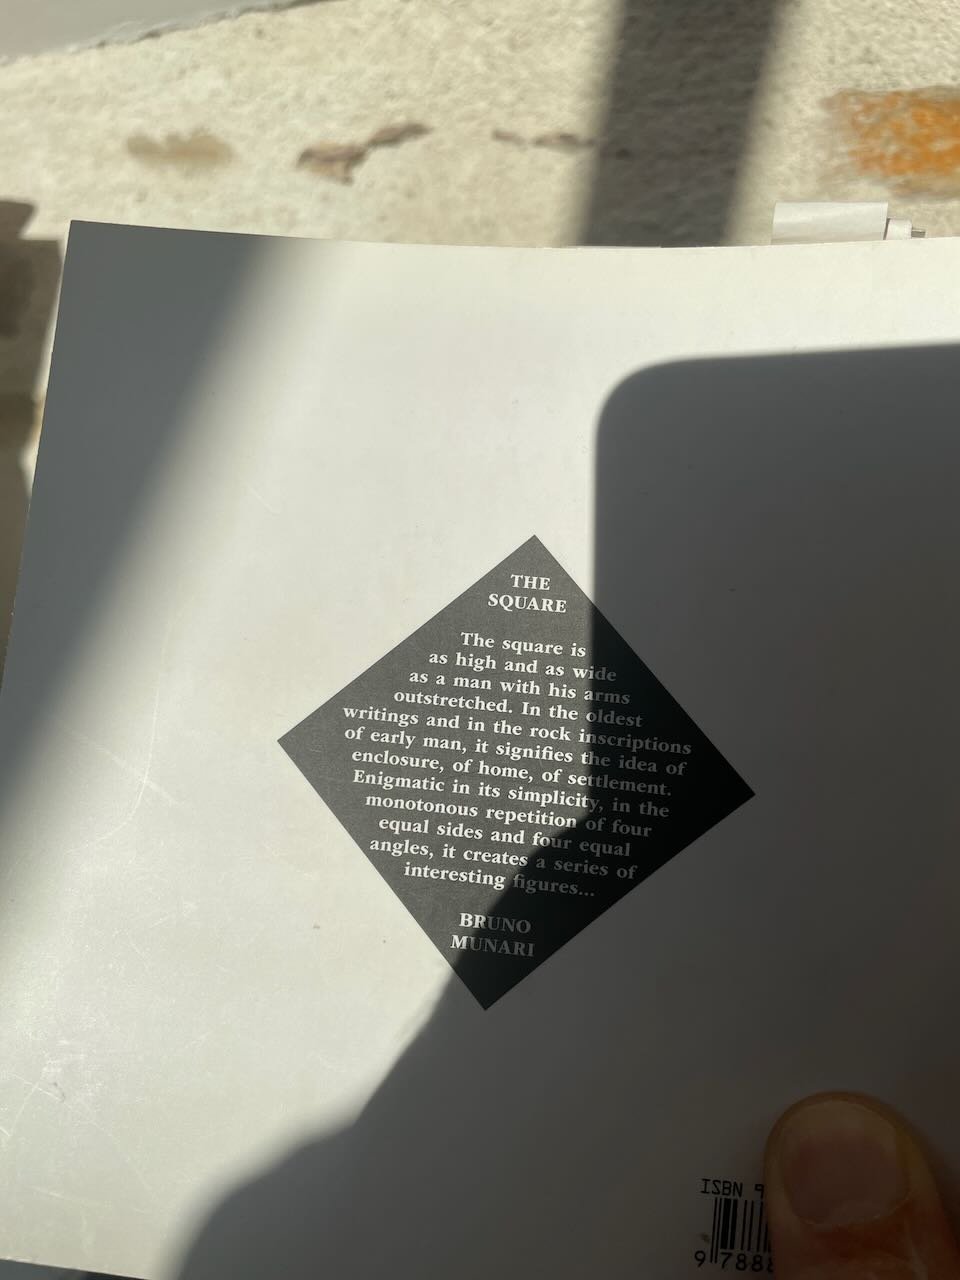 THE
SQUARE
The square is
as high and as wide
as a man with his arms
outstretched. In the oldest
writings and in the rock inscriptions
of early man, it signifies the idea of
enclosure, of home, of settlement.
Enigmatic in its simplicity, in the
monotonous repetition of four
equal sides and four equal
angles, it creates a series of
interesting figures...
BRUNO
MUNARI
ISBN 9
9 788